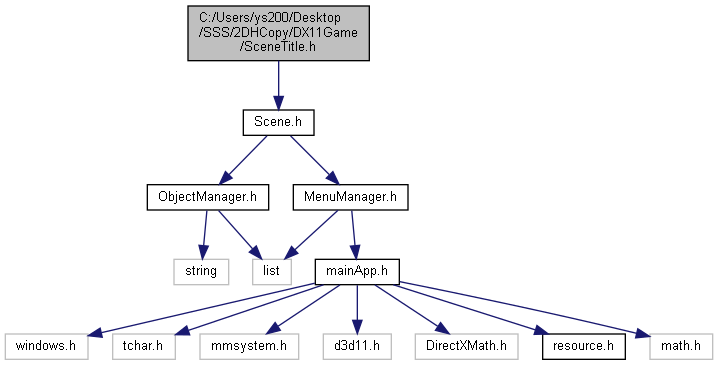 C:/Users/ys200/Desktop
/SSS/2DHCopy/DX11Game
/SceneTitle.h
Scene.h
ObjectManager.h
MenuManager.h
string
list
mainApp.h
windows.h
tchar.h
mmsystem.h
d3d11.h
DirectXMath.h
resource.h
math.h